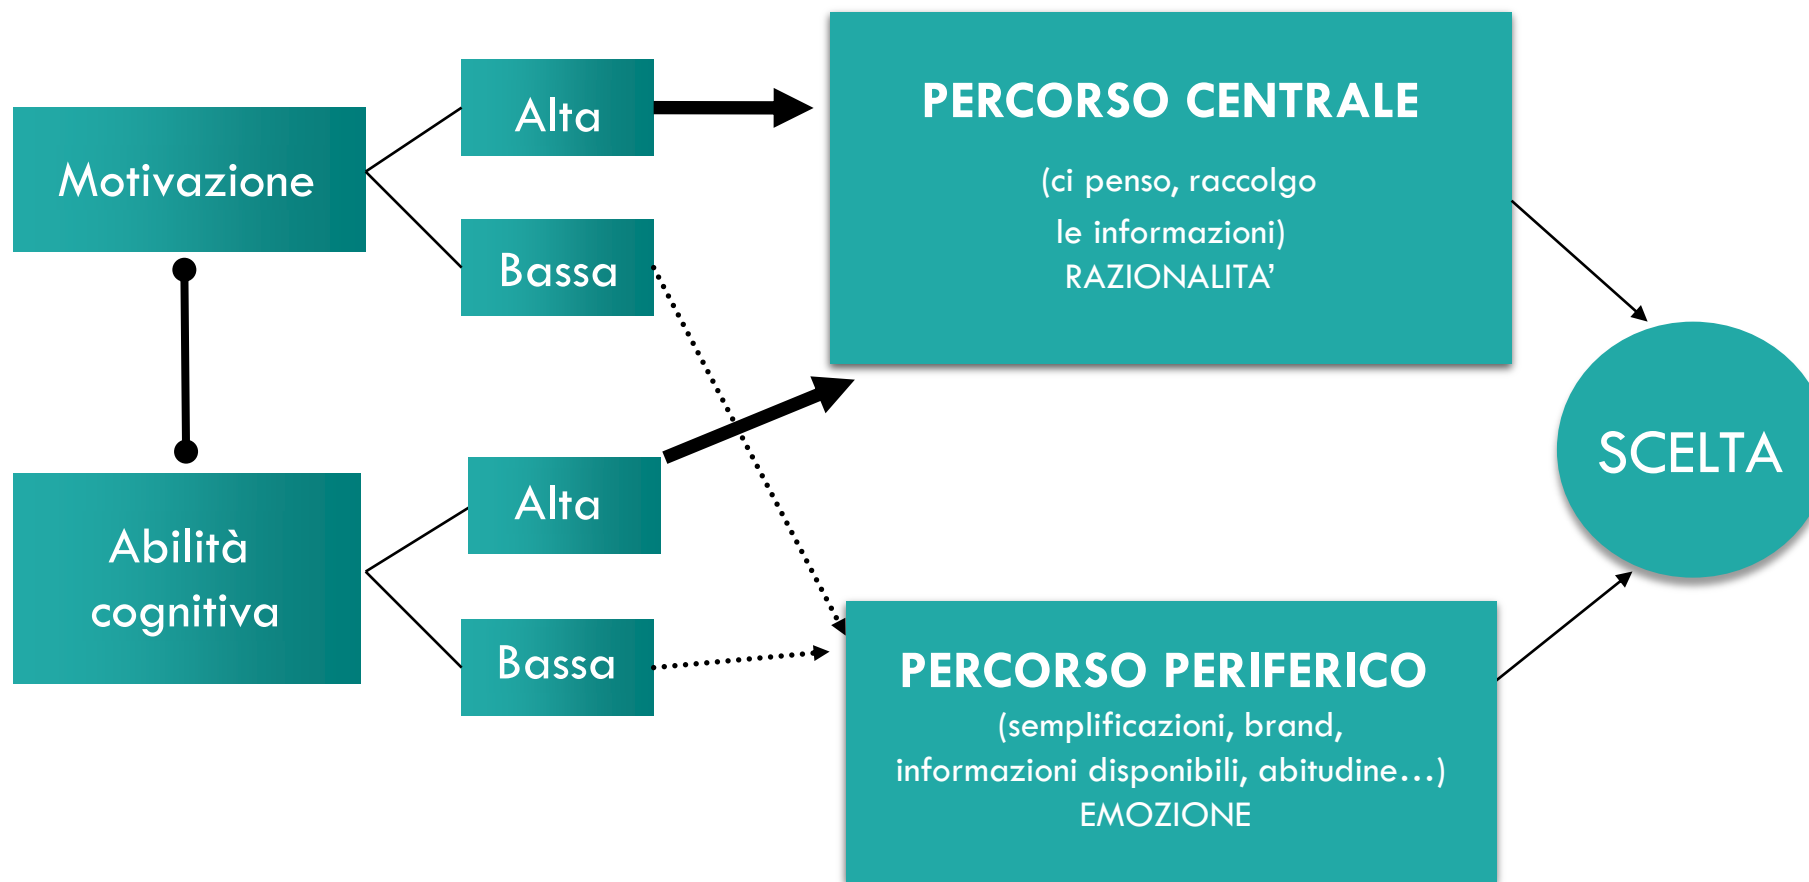 Motivazione
Alta
Bassa
Abilità
cognitiva
Alta
Bassa
PERCORSO CENTRALE
(ci penso, raccolgo
le informazioni)
RAZIONALITA’
PERCORSO PERIFERICO
(semplificazioni, brand,
informazioni disponibili, abitudine…)
EMOZIONE
SCELTA